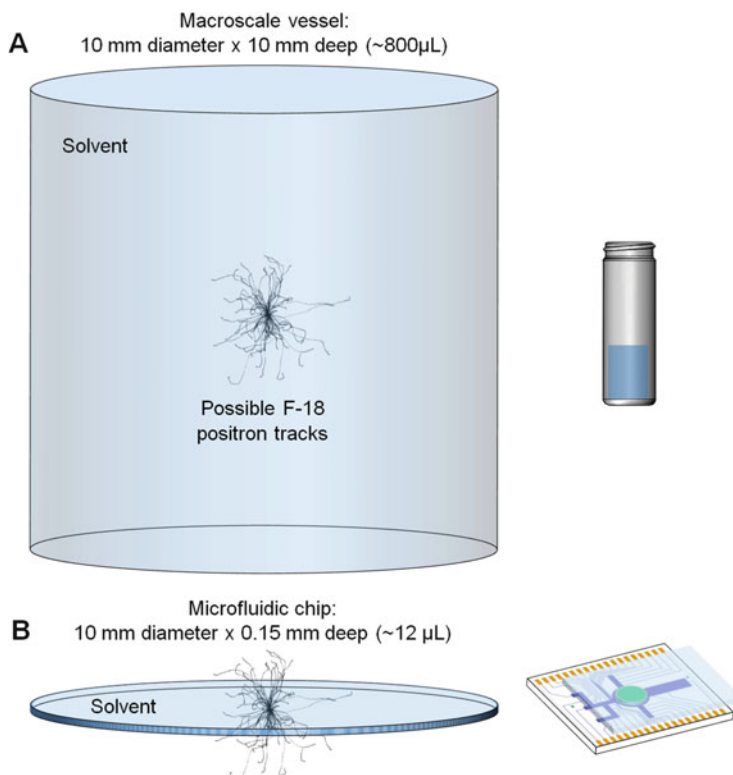 Macroscale vessel:
A 10 mm diameter x 10 mm deep (~800µL)
Solvent
Possible F-18
positron tracks
Microfluidic chip:
B 10 mm diameter x 0.15 mm deep (~12 µL)
Solvent